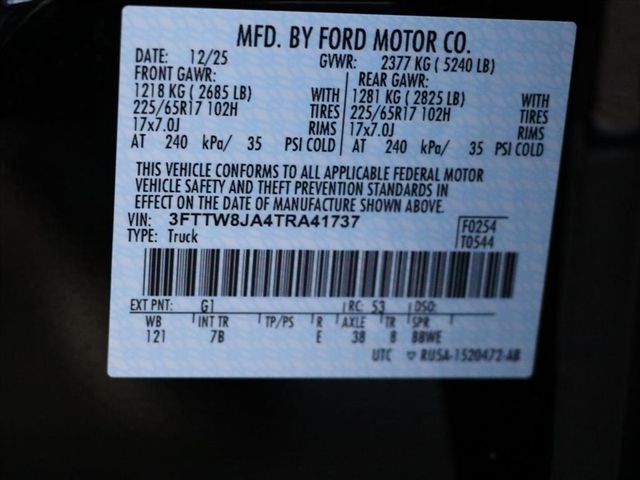 MFD. BY FORD MOTOR CO.
DATE: 12/25 GVWR: 2377 KG ( 5240 LB)
FRONT GAWR: REAR GAWR:
1218 KG ( 2685 LB) WITH 1281 KG ( 2825 LB) WITH
225/65R17 102H TIRES 225/65R17 102H TIRES
17x7.0J RIMS 17x7.0J RIMS
AT 240 kPa/ 35 PSI COLD AT 240 kPa/ 35 PSI COLD
THIS VEHICLE CONFORMS TO ALL APPLICABLE FEDERAL MOTOR
VEHICLE SAFETY AND THEFT PREVENTION STANDARDS IN
EFFECT ON THE DATE OF MANUFACTURE SHOWN ABOVE.
VIN: 3FTTW8JA4TRA41737 F0254
TYPE: Truck T0544
EXT PNT: G1 RC: 53 DSO:
WB INT TR TP/PS R AXLE TR SPR
121 7B E 38 8 BBWE
UTC RU5A-1520472-AB